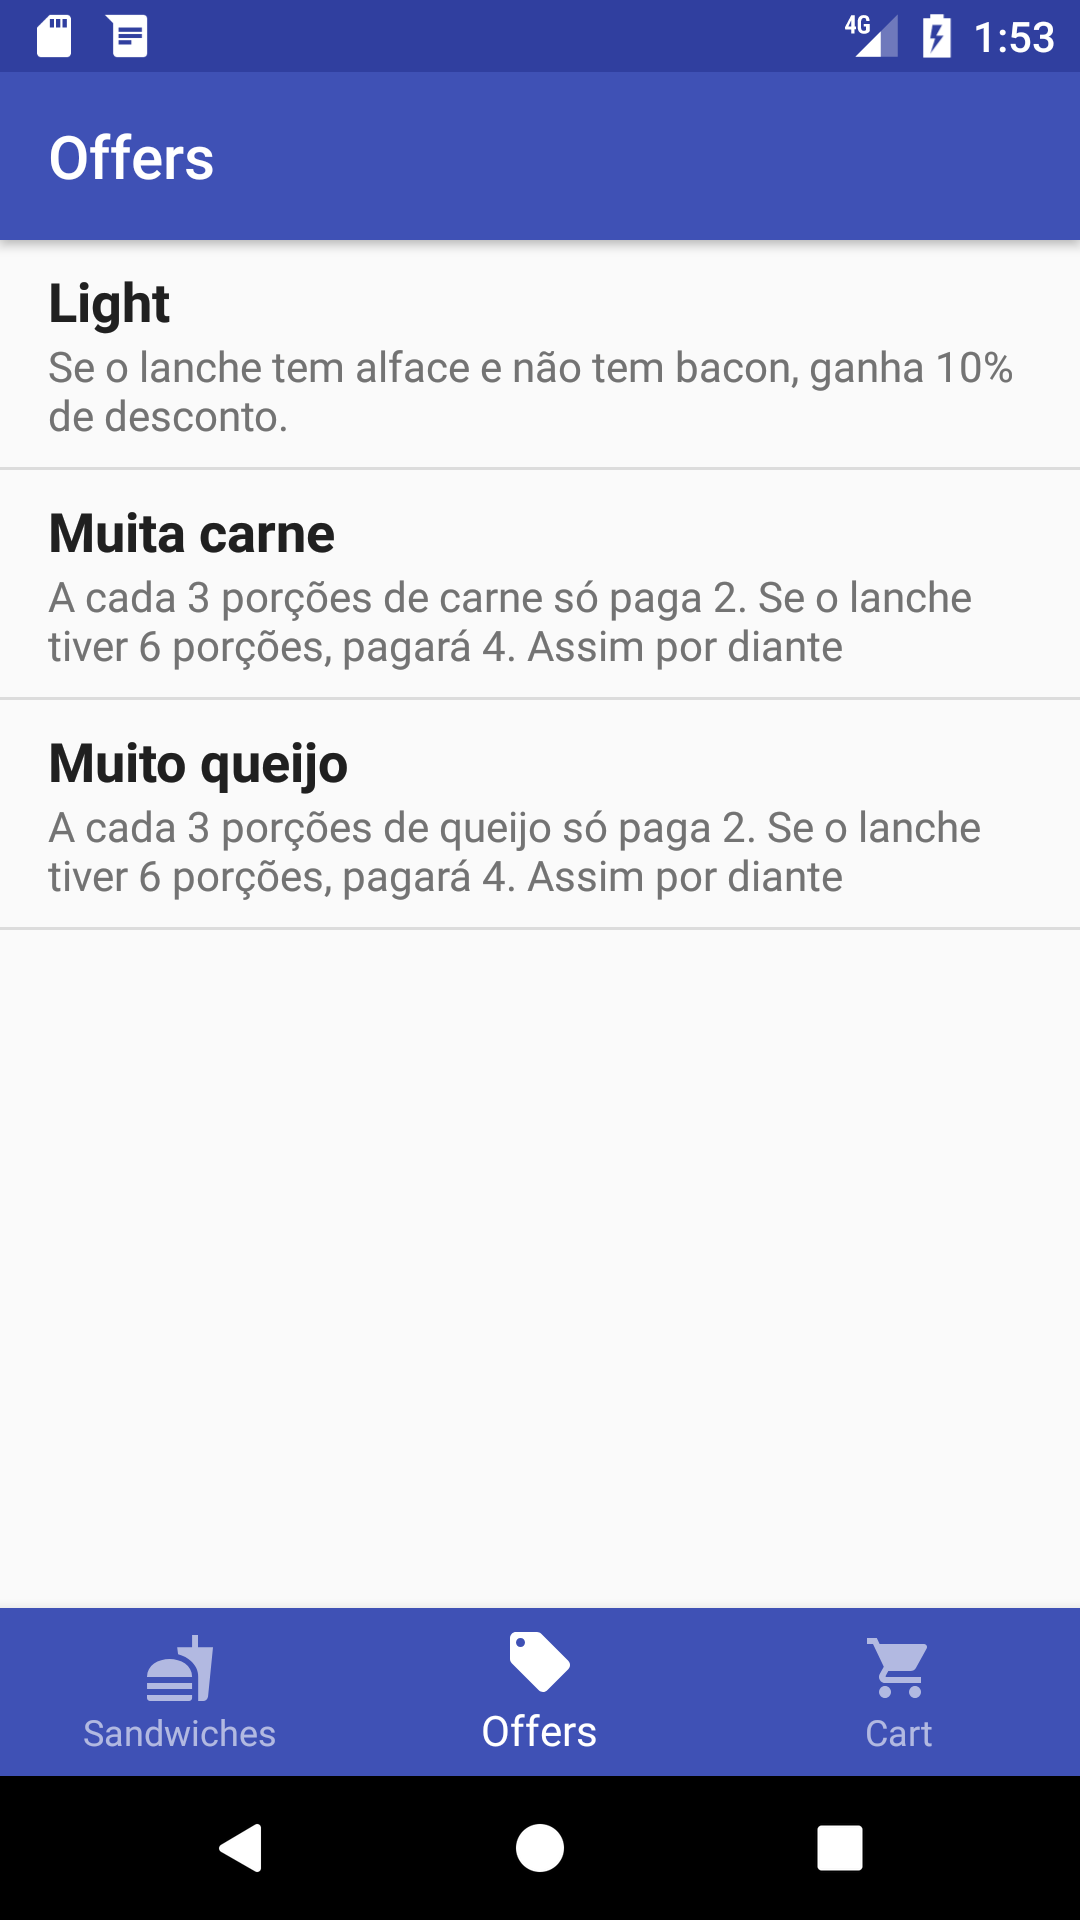 4G 1:53
Offers
Light
Se o lanche tem alface e não tem bacon, ganha 10%
de desconto.
Muita carne
A cada 3 porções de carne só paga 2. Se o lanche
tiver 6 porções, pagará 4. Assim por diante
Muito queijo
A cada 3 porções de queijo só paga 2. Se o lanche
tiver 6 porções, pagará 4. Assim por diante
Sandwiches Offers Cart